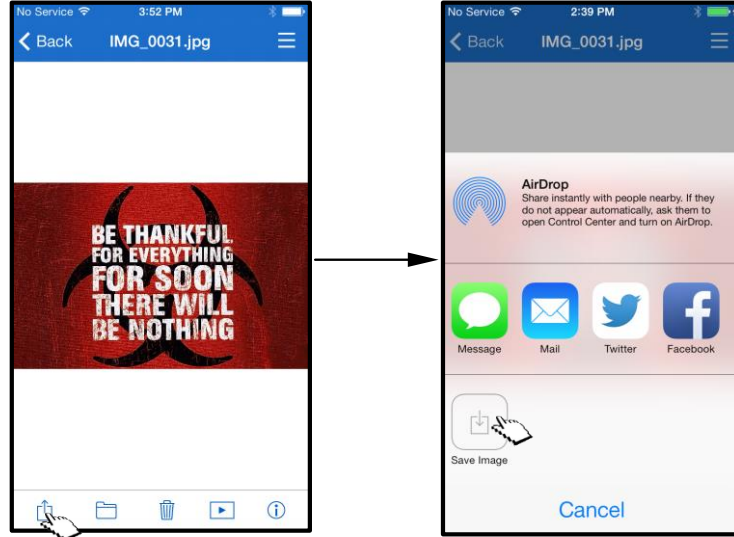 No Service 3:52 PM
Back IMG_0031.jpg
BE THANKFUL
FOR EVERYTHING
FOR SOON
THERE WILL
BE NOTHING
No Service 2:39 PM
Back IMG_0031.jpg
AirDrop
Share instantly with people nearby. If they
do not appear automatically, ask them to
open Control Center and turn on AirDrop.
Message Mail Twitter Facebook
Save Image
Cancel